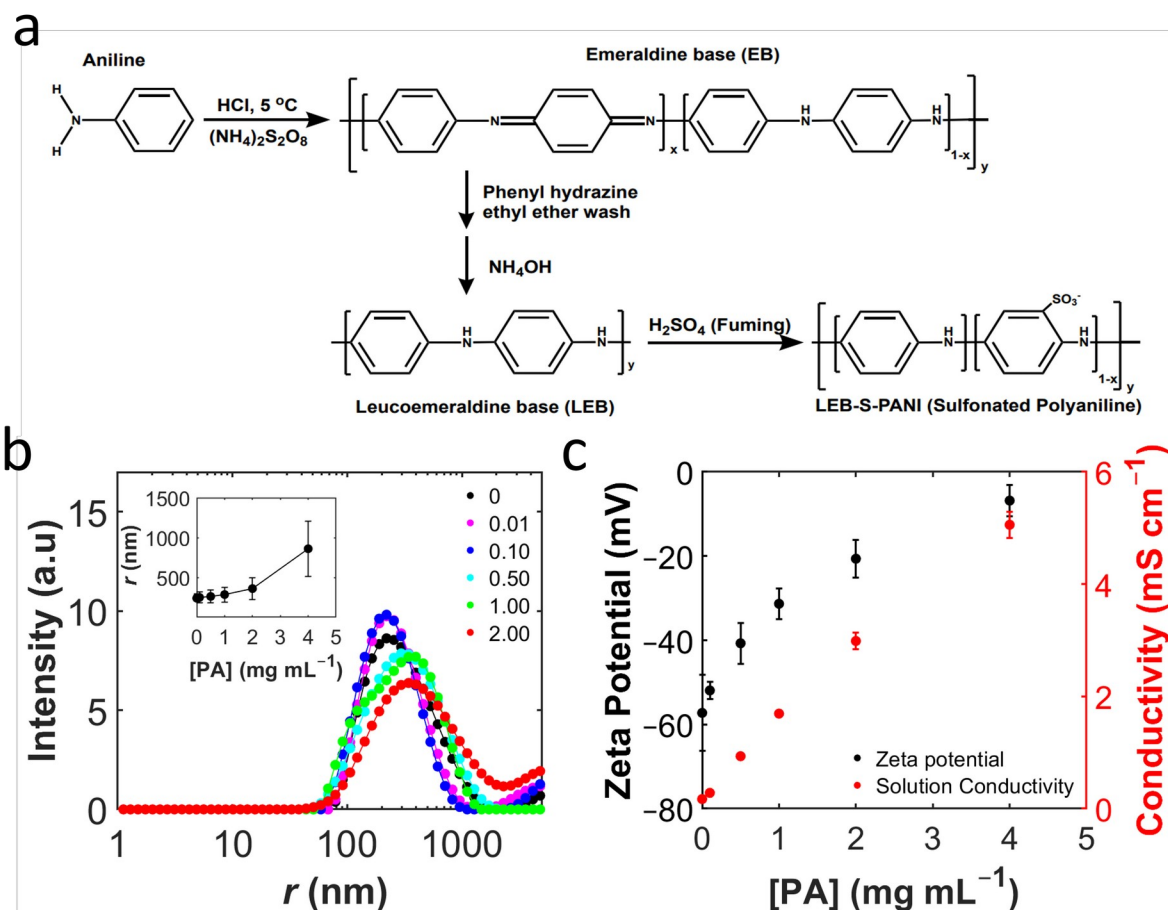 a
Aniline
Emeraldine base (EB)
H
N
H
HCl, 5 °C
(NH4)2S2O8
N
N
x
H
N
H
N
1-x
y
Phenyl hydrazine
ethyl ether wash
NH4OH
H
N
H
N
y
H2SO4 (Fuming)
SO3-
H
N
H
N
1-x
y
Leucoemeraldine base (LEB)
LEB-S-PANI (Sulfonated Polyaniline)
b
Intensity (a.u)
15
10
5
0
1
10
100
1000
r (nm)
r
(nm)
1500
1000
500
0
1
2
3
4
5
[PA] (mg mL−1)
0
0.01
0.10
0.50
1.00
2.00
c
Zeta Potential (mV)
0
−20
−40
−60
−80
0
1
2
3
4
5
[PA] (mg mL−1)
Zeta potential
Solution Conductivity
6
4
2
0
Conductivity (mS cm−1)